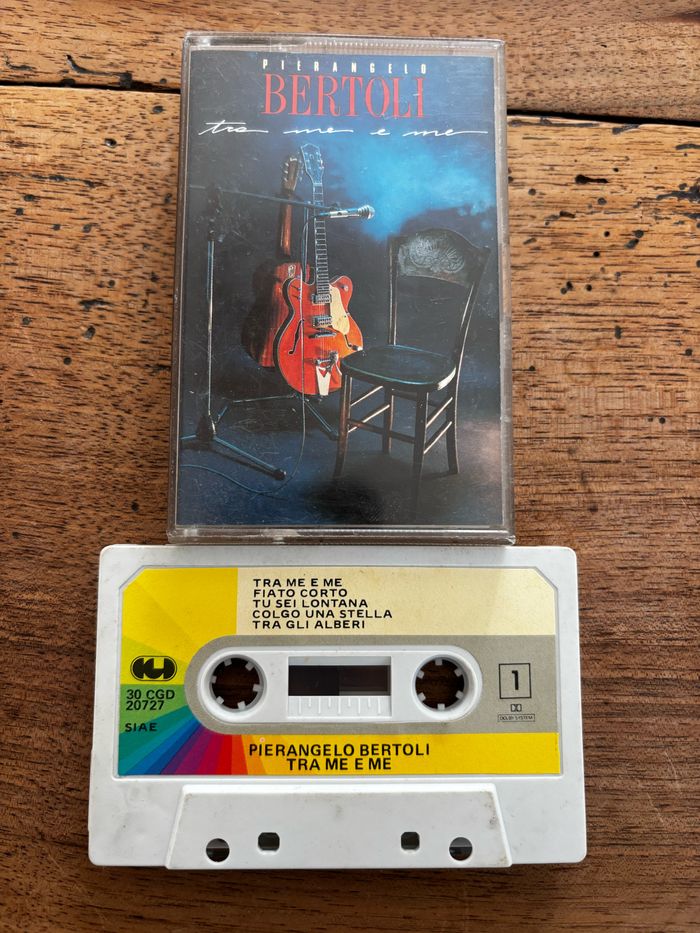 PIERANGELO
BERTOLI
tra me e me
TRA ME E ME
FIATO CORTO
TU SEI LONTANA
COLGO UNA STELLA
TRA GLI ALBERI
30 CGD
20727
SIAE
1
DOLBY SYSTEM
PIERANGELO BERTOLI
TRA ME E ME